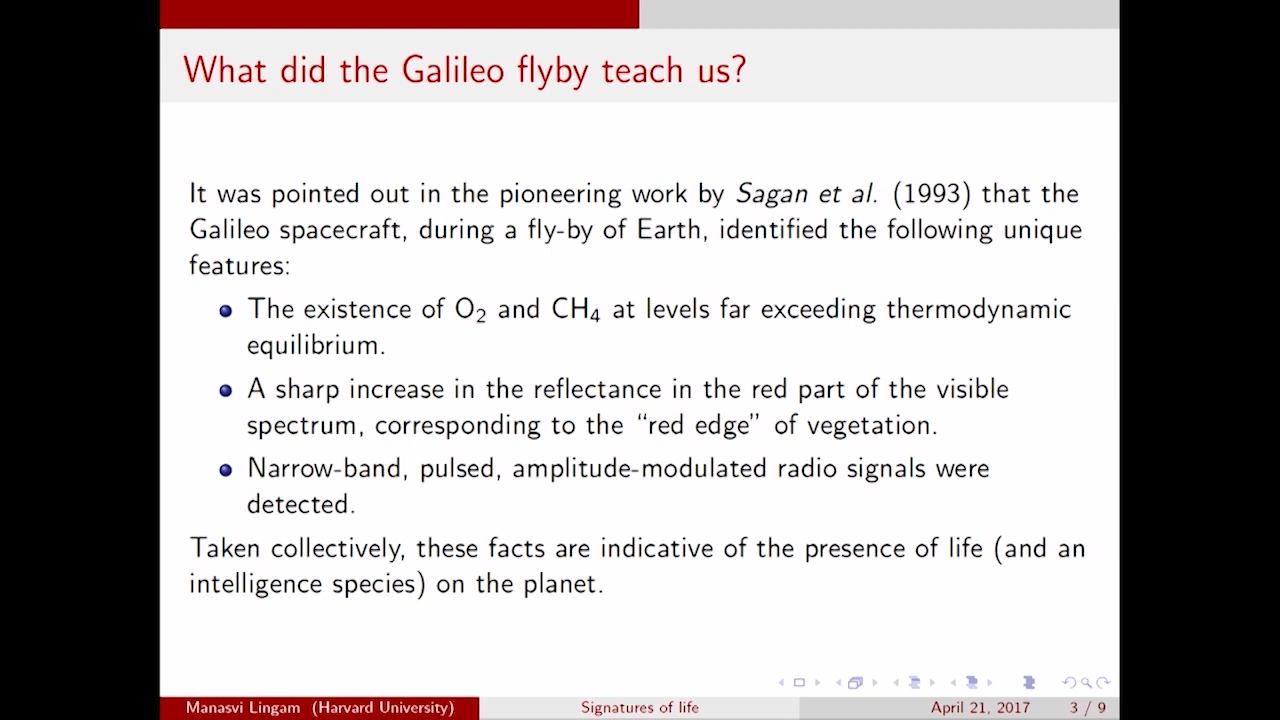 What did the Galileo flyby teach us?
It was pointed out in the pioneering work by Sagan et al. (1993) that the
Galileo spacecraft, during a fly-by of Earth, identified the following unique
features:
The existence of O₂ and CH₄ at levels far exceeding thermodynamic
equilibrium.
A sharp increase in the reflectance in the red part of the visible
spectrum, corresponding to the “red edge” of vegetation.
Narrow-band, pulsed, amplitude-modulated radio signals were
detected.
Taken collectively, these facts are indicative of the presence of life (and an
intelligence species) on the planet.
Manasvi Lingam (Harvard University) Signatures of life April 21, 2017 3 / 9